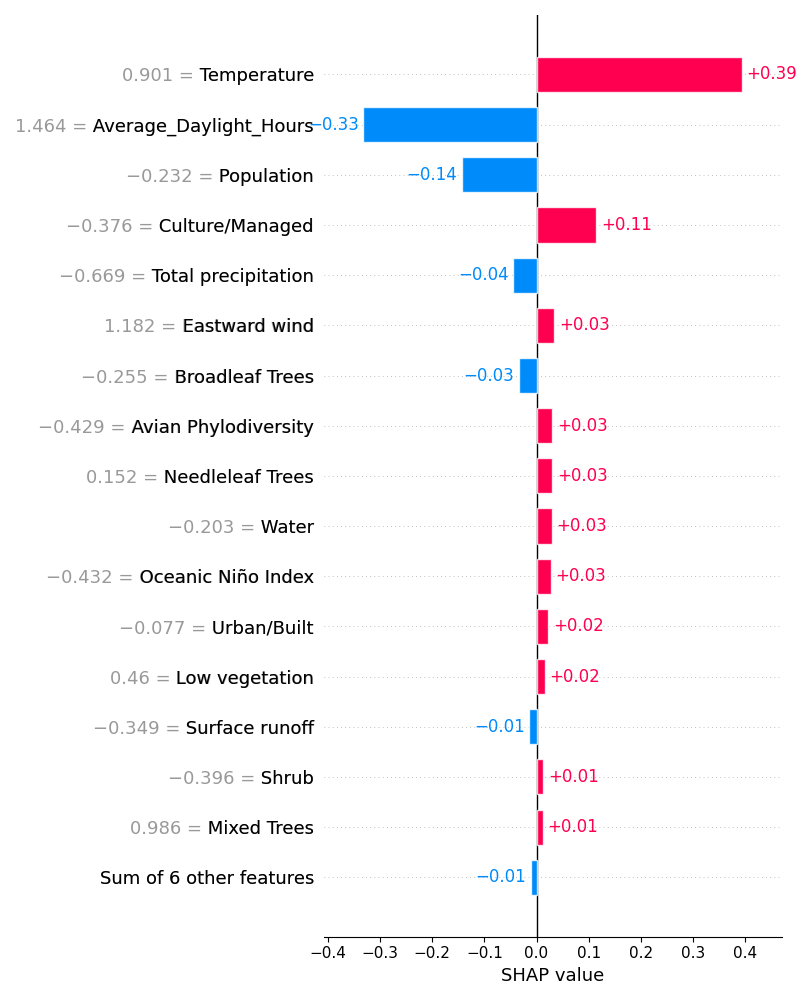 0.901 = Temperature +0.39
1.464 = Average_Daylight_Hours −0.33
−0.232 = Population −0.14
−0.376 = Culture/Managed +0.11
−0.669 = Total precipitation −0.04
1.182 = Eastward wind +0.03
−0.255 = Broadleaf Trees −0.03
−0.429 = Avian Phylodiversity +0.03
0.152 = Needleleaf Trees +0.03
−0.203 = Water +0.03
−0.432 = Oceanic Niño Index +0.03
−0.077 = Urban/Built +0.02
0.46 = Low vegetation +0.02
−0.349 = Surface runoff −0.01
−0.396 = Shrub +0.01
0.986 = Mixed Trees +0.01
Sum of 6 other features −0.01
−0.4 −0.3 −0.2 −0.1 0.0 0.1 0.2 0.3 0.4
SHAP value